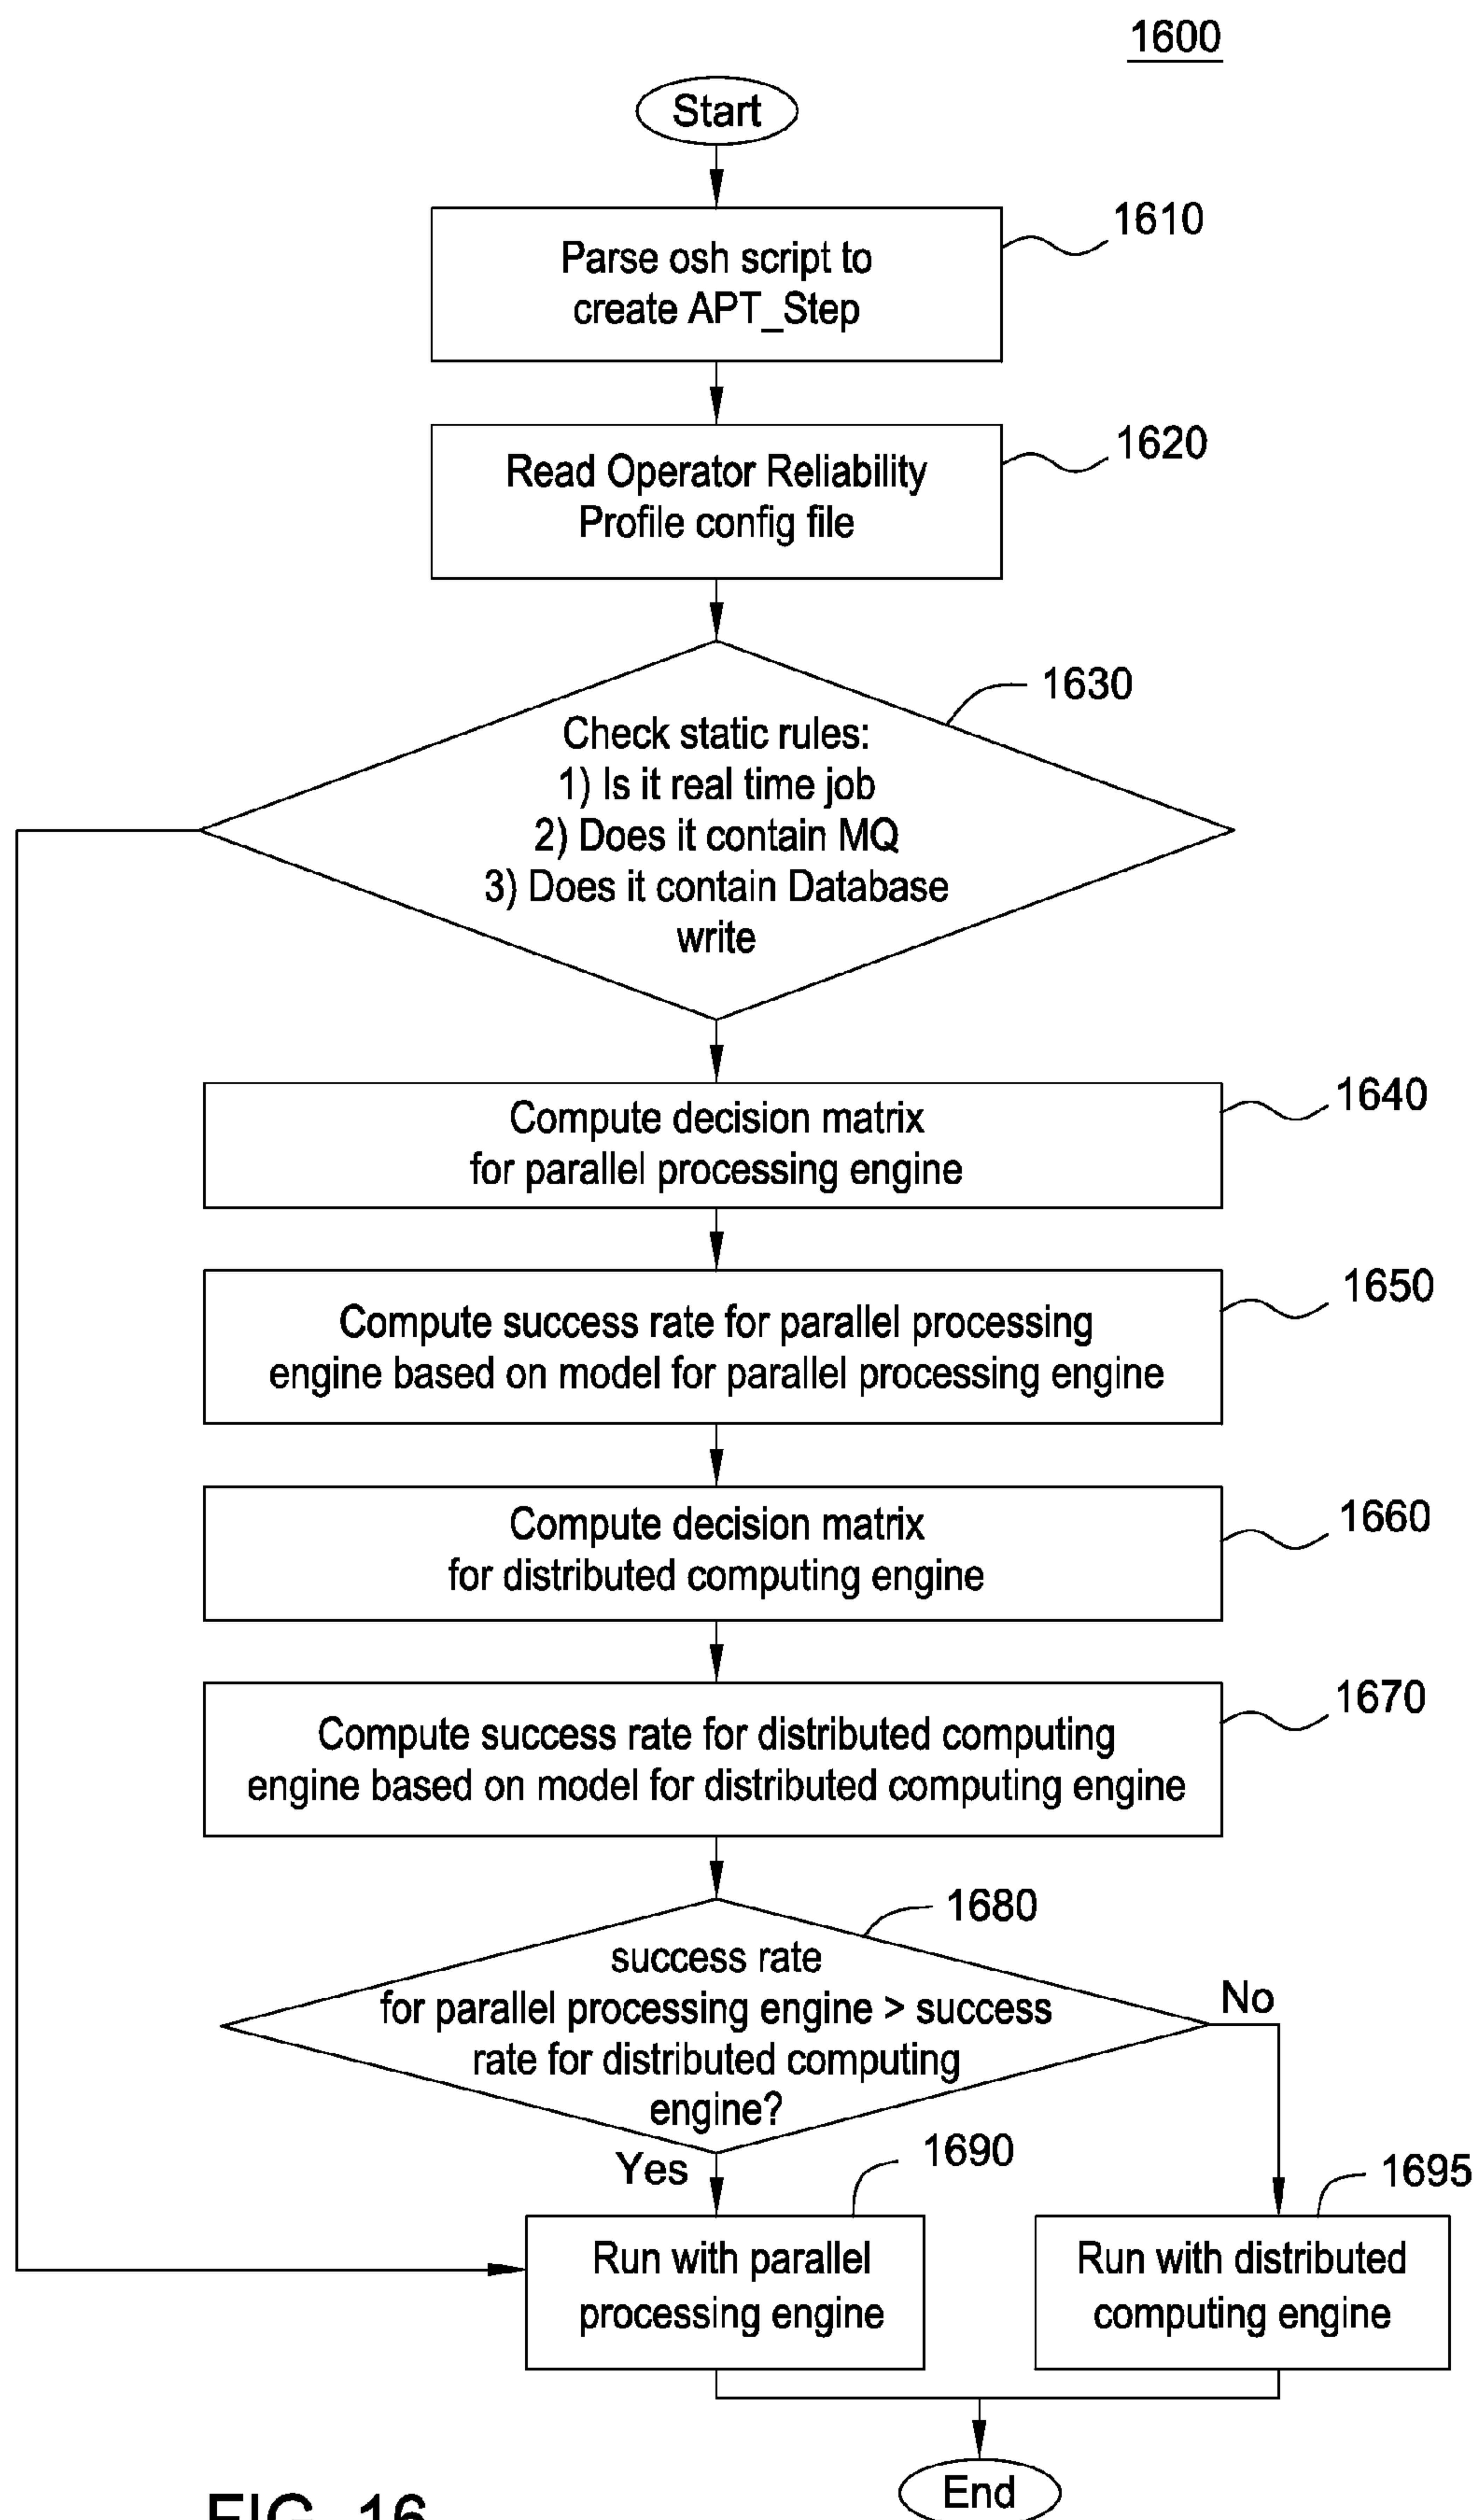 1600
Start
1610
Parse osh script to
create APT_Step
1620
Read Operator Reliability
Profile config file
1630
Check static rules:
1) Is it real time job
2) Does it contain MQ
3) Does it contain Database
write
1640
Compute decision matrix
for parallel processing engine
1650
Compute success rate for parallel processing
engine based on model for parallel processing engine
1660
Compute decision matrix
for distributed computing engine
1670
Compute success rate for distributed computing
engine based on model for distributed computing engine
1680
success rate
for parallel processing engine > success
rate for distributed computing
engine?
No
Yes
1690
1695
Run with parallel
processing engine
Run with distributed
computing engine
End
FIG. 16